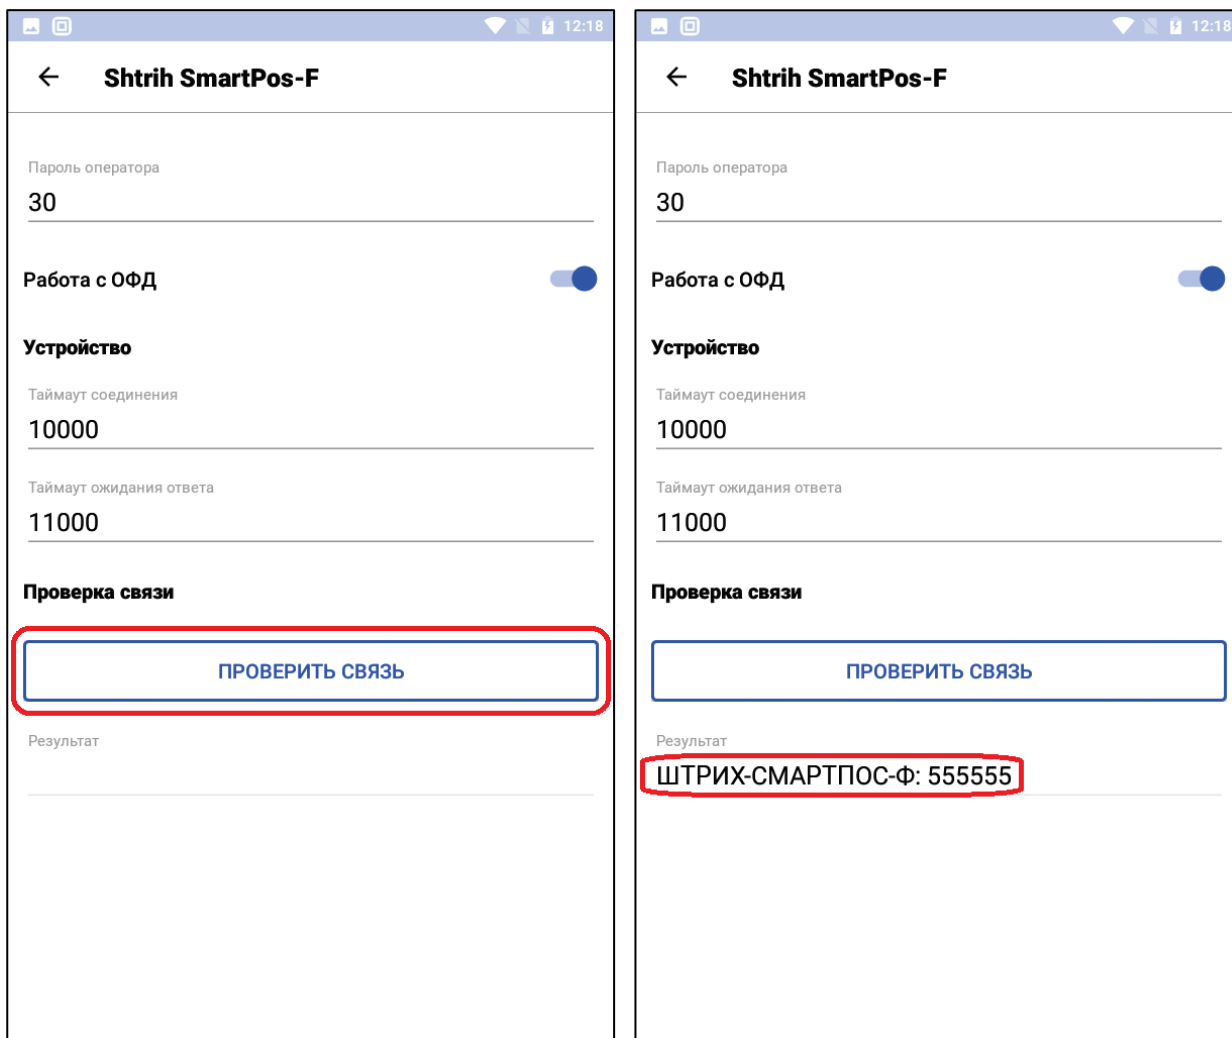 12:18
Shtrih SmartPos-F
Пароль оператора
30
Работа с ОФД
Устройство
Таймаут соединения
10000
Таймаут ожидания ответа
11000
Проверка связи
ПРОВЕРИТЬ СВЯЗЬ
Результат
12:18
Shtrih SmartPos-F
Пароль оператора
30
Работа с ОФД
Устройство
Таймаут соединения
10000
Таймаут ожидания ответа
11000
Проверка связи
ПРОВЕРИТЬ СВЯЗЬ
Результат
ШТРИХ-СМАРТПОС-Ф: 555555